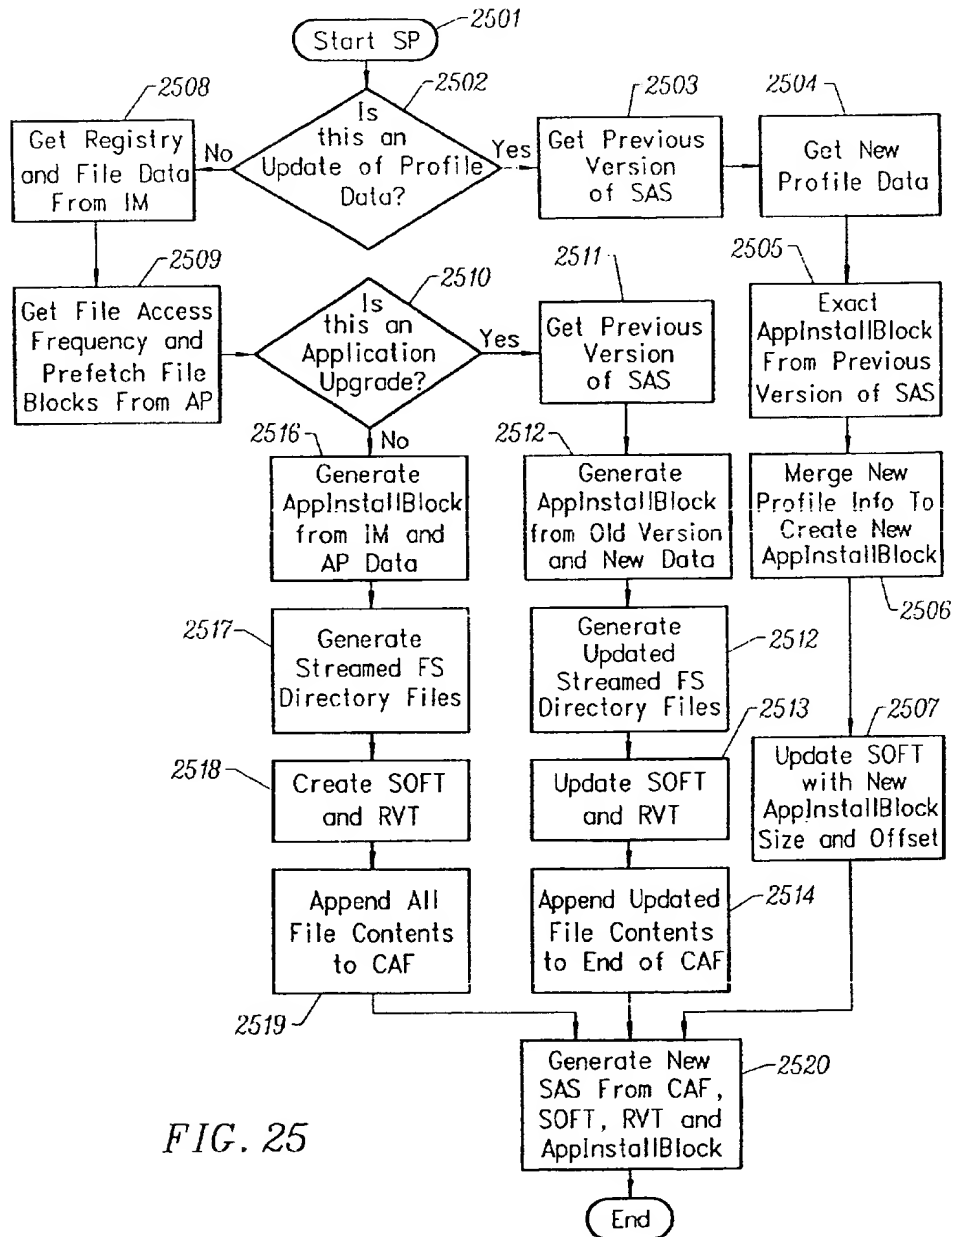 2501
Start SP
2502
Is
this an
Update of Profile
Data?
No
Yes
2508
Get Registry
and File Data
From IM
2503
Get Previous
Version
of SAS
2504
Get New
Profile Data
2509
Get File Access
Frequency and
Prefetch File
Blocks From AP
2510
Is
this an
Application
Upgrade?
Yes
No
2511
Get Previous
Version
of SAS
2505
Exact
AppInstallBlock
From Previous
Version of SAS
2516
Generate
AppInstallBlock
from IM and
AP Data
2512
Generate
AppInstallBlock
from Old Version
and New Data
Merge New
Profile Info To
Create New
AppInstallBlock
2506
2517
Generate
Streamed FS
Directory Files
Generate
Updated
Streamed FS
Directory Files
2512
2518
Create SOFT
and RVT
2513
Update SOFT
and RVT
2507
Update SOFT
with New
AppInstallBlock
Size and Offset
Append All
File Contents
to CAF
2519
Append Updated
File Contents
to End of CAF
2514
Generate New
SAS From CAF,
SOFT, RVT and
AppInstallBlock
2520
End
FIG. 25